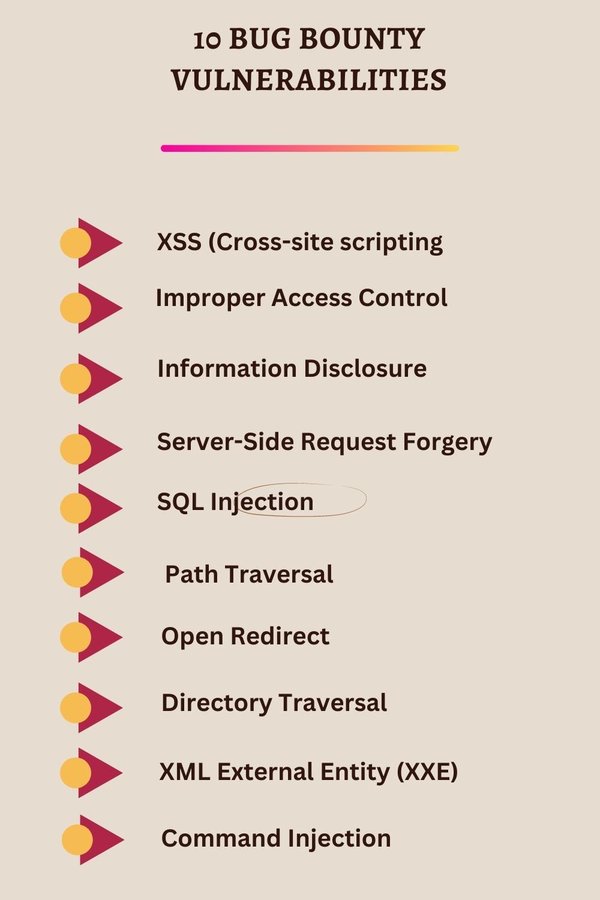 10 BUG BOUNTY
VULNERABILITIES
XSS (Cross-site scripting
Improper Access Control
Information Disclosure
Server-Side Request Forgery
SQL Injection
Path Traversal
Open Redirect
Directory Traversal
XML External Entity (XXE)
Command Injection